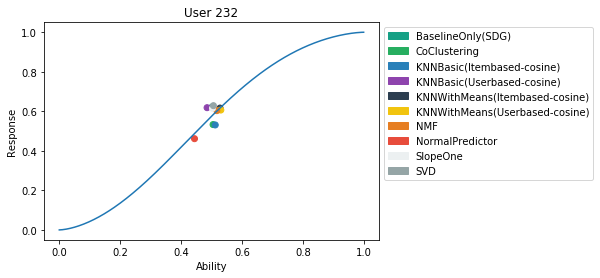 User 232
1.0
0.8
0.6
0.4
0.2
0.0
Response
0.0 0.2 0.4 0.6 0.8 1.0
Ability
BaselineOnly(SDG)
CoClustering
KNNBasic(Itembased-cosine)
KNNBasic(Userbased-cosine)
KNNWithMeans(Itembased-cosine)
KNNWithMeans(Userbased-cosine)
NMF
NormalPredictor
SlopeOne
SVD